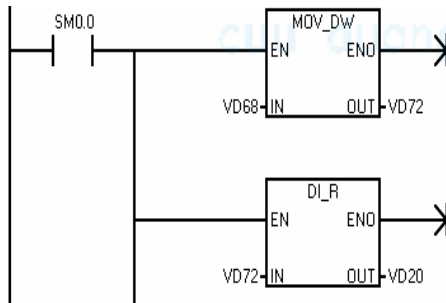 SM0.0
MOV_DW
EN ENO
VD68 IN OUT VD72
DI_R
EN ENO
VD72 IN OUT VD20